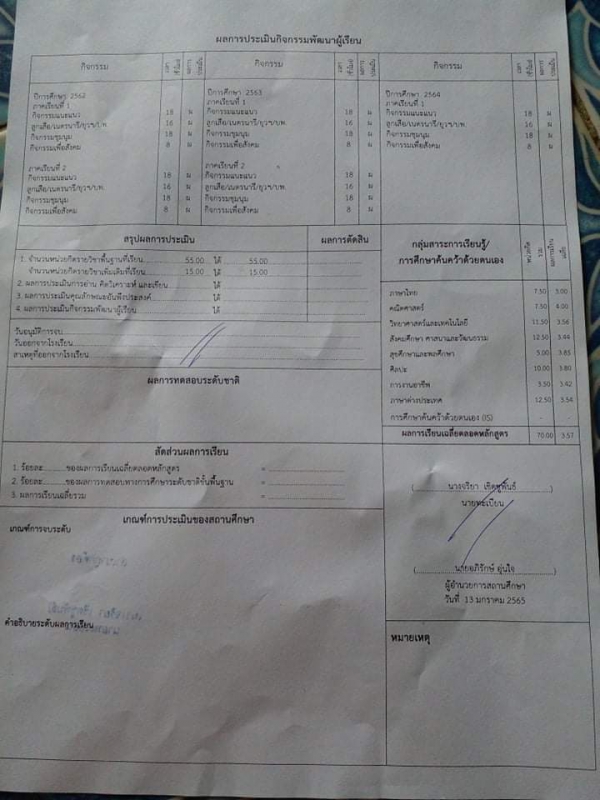 ผลการประเมินกิจกรรมพัฒนาผู้เรียน
กิจกรรม เวลา (ชั่วโมง) ผลการประเมิน กิจกรรม เวลา (ชั่วโมง) ผลการประเมิน กิจกรรม เวลา (ชั่วโมง) ผลการประเมิน
ปีการศึกษา 2562 ปีการศึกษา 2563 ปีการศึกษา 2564
ภาคเรียนที่ 1 ภาคเรียนที่ 1 ภาคเรียนที่ 1
กิจกรรมแนะแนว 18 ผ กิจกรรมแนะแนว 18 ผ กิจกรรมแนะแนว 18 ผ
ลูกเสือ/เนตรนารี/ยุวฯ/บพ. 16 ผ ลูกเสือ/เนตรนารี/ยุวฯ/บพ. 16 ผ ลูกเสือ/เนตรนารี/ยุวฯ/บพ. 16 ผ
กิจกรรมชุมนุม 18 ผ กิจกรรมชุมนุม 18 ผ กิจกรรมชุมนุม 18 ผ
กิจกรรมเพื่อสังคม 8 ผ กิจกรรมเพื่อสังคม 8 ผ กิจกรรมเพื่อสังคม 8 ผ
ภาคเรียนที่ 2 ภาคเรียนที่ 2
กิจกรรมแนะแนว 18 ผ กิจกรรมแนะแนว 18 ผ
ลูกเสือ/เนตรนารี/ยุวฯ/บพ. 16 ผ ลูกเสือ/เนตรนารี/ยุวฯ/บพ. 16 ผ
กิจกรรมชุมนุม 18 ผ กิจกรรมชุมนุม 18 ผ
กิจกรรมเพื่อสังคม 8 ผ กิจกรรมเพื่อสังคม 8 ผ
สรุปผลการประเมิน ผลการตัดสิน
1. จำนวนหน่วยกิตรายวิชาพื้นฐานที่เรียน 55.00 ได้ 55.00
จำนวนหน่วยกิตรายวิชาเพิ่มเติมที่เรียน 15.00 ได้ 15.00
2. ผลการประเมินการอ่าน คิดวิเคราะห์ และเขียน ได้
3. ผลการประเมินคุณลักษณะอันพึงประสงค์ ได้
4. ผลการประเมินกิจกรรมพัฒนาผู้เรียน ได้
วันอนุมัติการจบ
วันออกจากโรงเรียน
สาเหตุที่ออกจากโรงเรียน
ผลการทดสอบระดับชาติ
สัดส่วนผลการเรียน
1. ร้อยละ..........ของผลการเรียนเฉลี่ยตลอดหลักสูตร =
2. ร้อยละ..........ของผลการทดสอบทางการศึกษาระดับชาติขั้นพื้นฐาน =
3. ผลการเรียนเฉลี่ยรวม =
เกณฑ์การประเมินของสถานศึกษา
เกณฑ์การจบระดับ
คำอธิบายระดับผลการเรียน
กลุ่มสาระการเรียนรู้/
การศึกษาค้นคว้าด้วยตนเอง
หน่วยกิตรวม ผลการเรียนเฉลี่ย
ภาษาไทย 7.50 3.00
คณิตศาสตร์ 7.50 4.00
วิทยาศาสตร์และเทคโนโลยี 11.50 3.56
สังคมศึกษา ศาสนาและวัฒนธรรม 12.50 3.44
สุขศึกษาและพลศึกษา 5.00 3.85
ศิลปะ 10.00 3.80
การงานอาชีพ 3.50 3.42
ภาษาต่างประเทศ 12.50 3.54
การศึกษาค้นคว้าด้วยตนเอง (IS) -
ผลการเรียนเฉลี่ยตลอดหลักสูตร 70.00 3.57
นายทะเบียน
(นายอภิรักษ์ อุ่นใจ)
ผู้อำนวยการสถานศึกษา
วันที่ 13 มกราคม 2565
หมายเหตุ